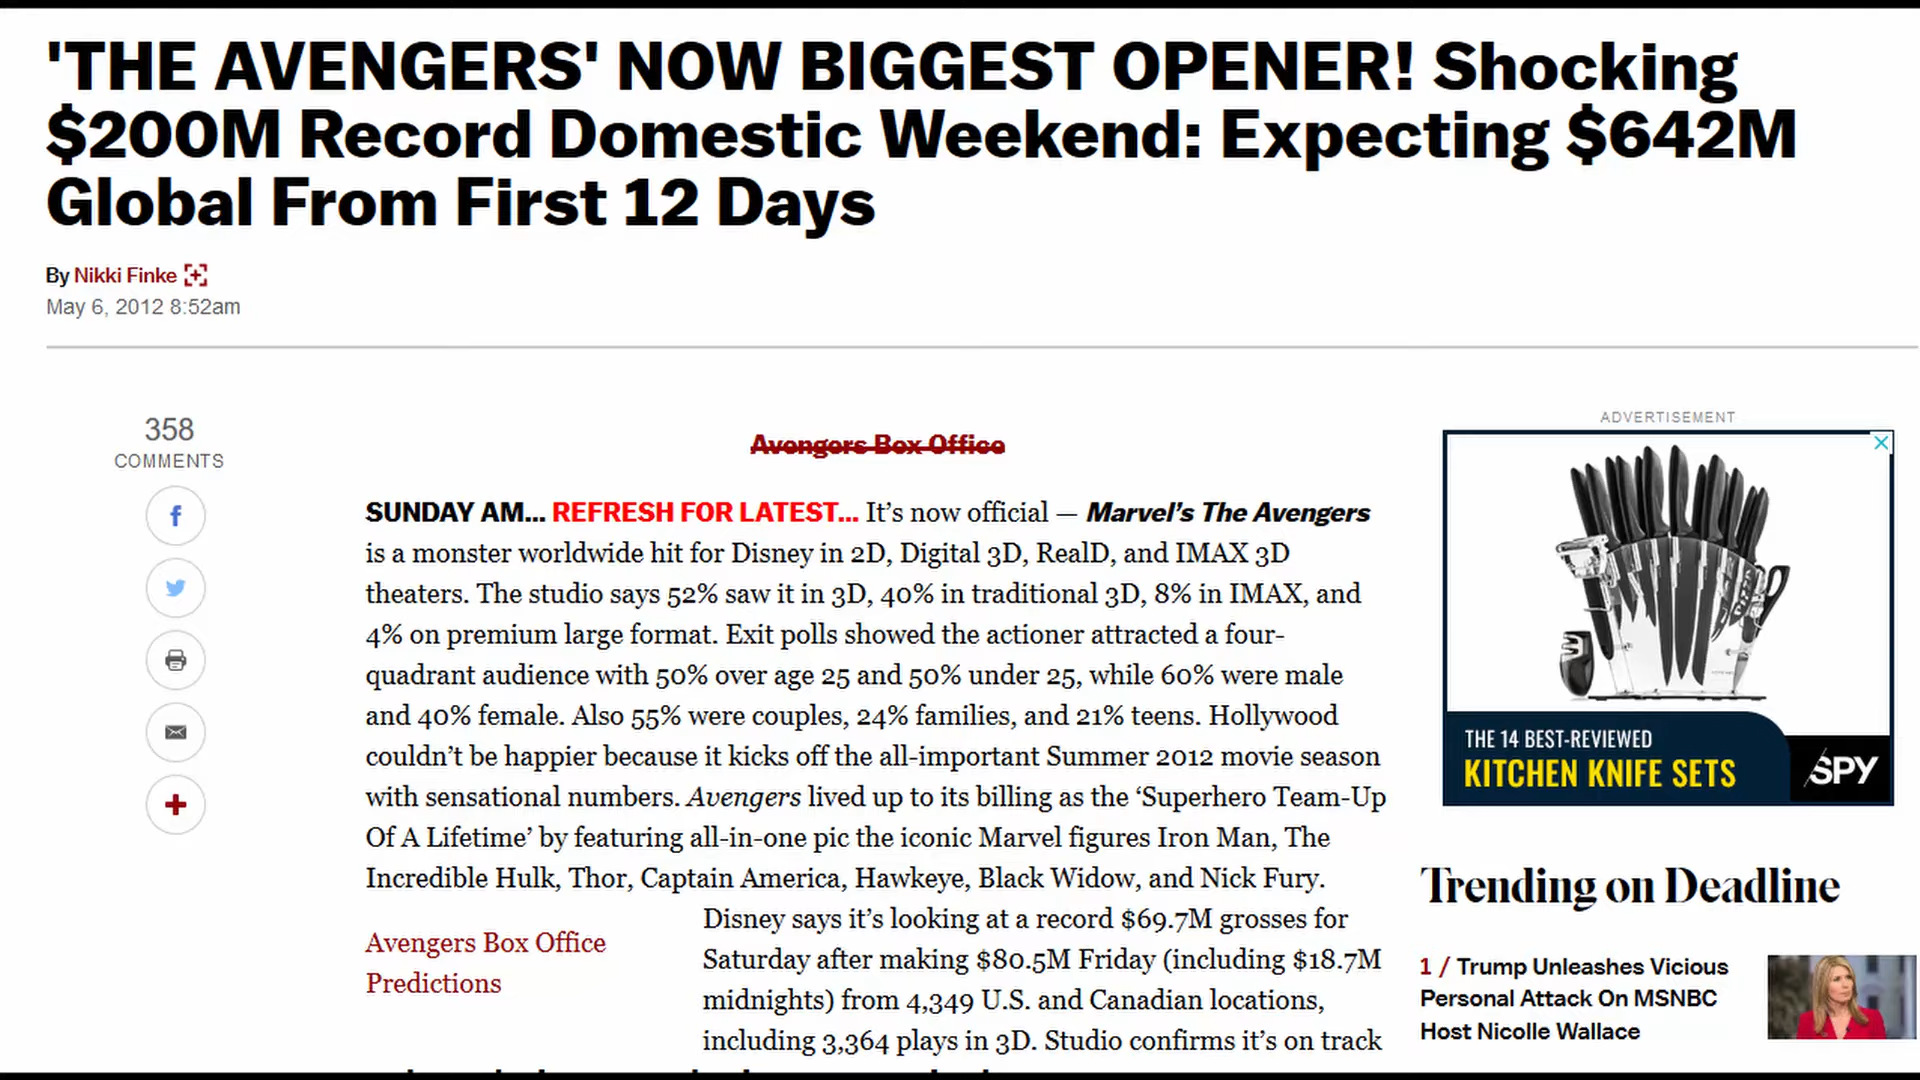 'THE AVENGERS' NOW BIGGEST OPENER! Shocking
$200M Record Domestic Weekend: Expecting $642M
Global From First 12 Days
By Nikki Finke
May 6, 2012 8:52am
358
COMMENTS
Avengers Box Office
SUNDAY AM... REFRESH FOR LATEST... It's now official — Marvel's The Avengers
is a monster worldwide hit for Disney in 2D, Digital 3D, RealD, and IMAX 3D
theaters. The studio says 52% saw it in 3D, 40% in traditional 3D, 8% in IMAX, and
4% on premium large format. Exit polls showed the actioner attracted a four-
quadrant audience with 50% over age 25 and 50% under 25, while 60% were male
and 40% female. Also 55% were couples, 24% families, and 21% teens. Hollywood
couldn't be happier because it kicks off the all-important Summer 2012 movie season
with sensational numbers. Avengers lived up to its billing as the 'Superhero Team-Up
Of A Lifetime' by featuring all-in-one pic the iconic Marvel figures Iron Man, The
Incredible Hulk, Thor, Captain America, Hawkeye, Black Widow, and Nick Fury.
Avengers Box Office
Predictions
Disney says it's looking at a record $69.7M grosses for
Saturday after making $80.5M Friday (including $18.7M
midnights) from 4,349 U.S. and Canadian locations,
including 3,364 plays in 3D. Studio confirms it's on track
ADVERTISEMENT
THE 14 BEST-REVIEWED
KITCHEN KNIFE SETS
SPY
Trending on Deadline
1 / Trump Unleashes Vicious
Personal Attack On MSNBC
Host Nicolle Wallace